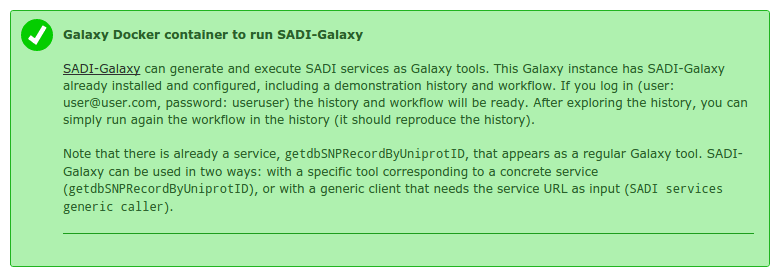 Galaxy Docker container to run SADI-Galaxy
SADI-Galaxy can generate and execute SADI services as Galaxy tools. This Galaxy instance has SADI-Galaxy
already installed and configured, including a demonstration history and workflow. If you log in (user:
user@user.com, password: useruser) the history and workflow will be ready. After exploring the history, you can
simply run again the workflow in the history (it should reproduce the history).
Note that there is already a service, getdbSNPRecordByUniprotID, that appears as a regular Galaxy tool. SADI-
Galaxy can be used in two ways: with a specific tool corresponding to a concrete service
(getdbSNPRecordByUniprotID), or with a generic client that needs the service URL as input (SADI services
generic caller).